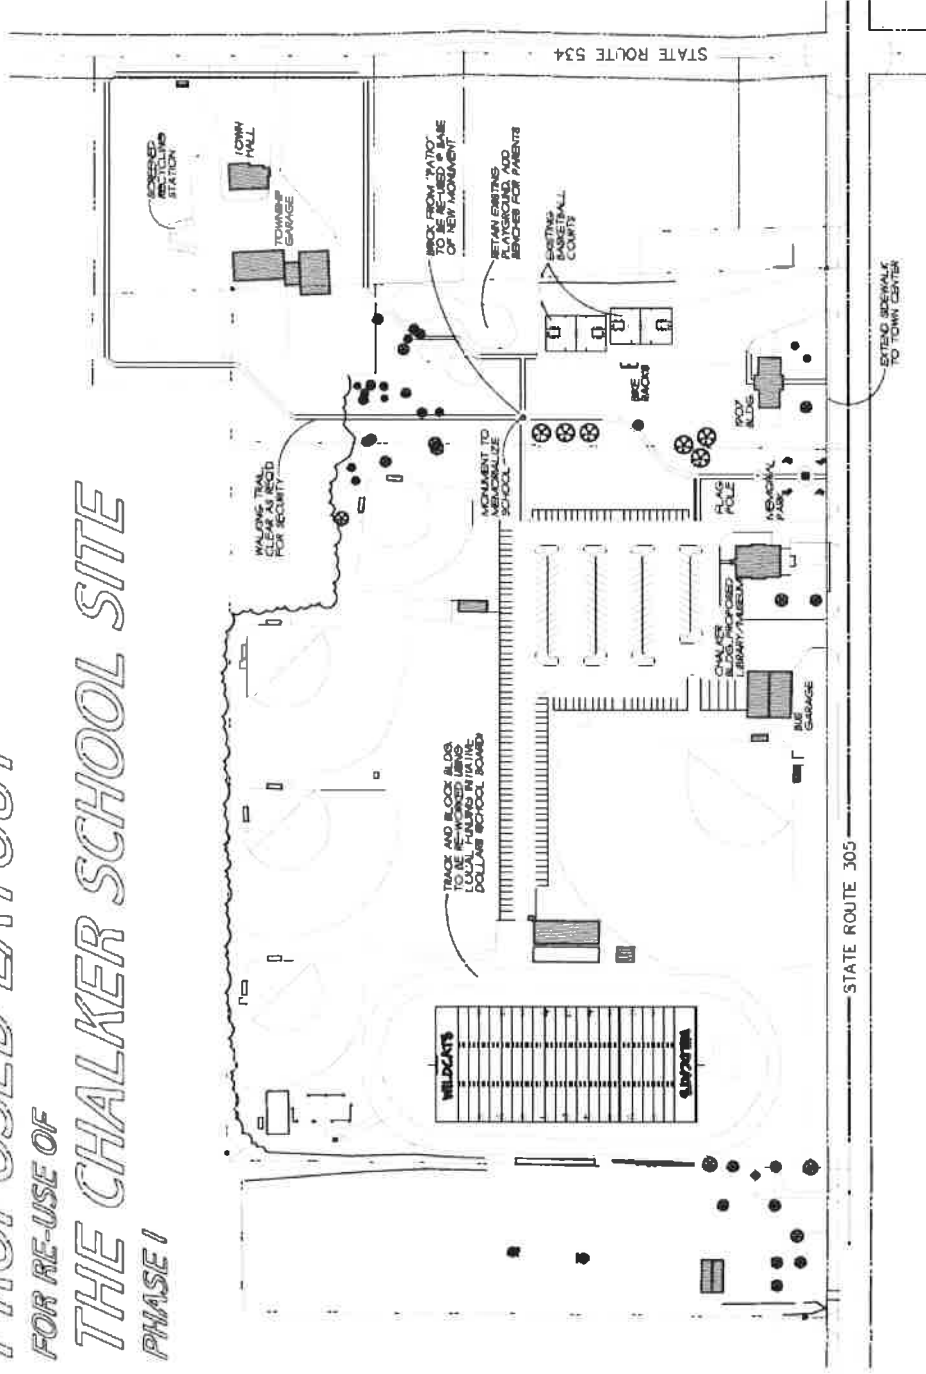 FOR RE-USE OF
THE CHALKER SCHOOL SITE
PHASE I
STATE ROUTE 534
SCREENED
RECYCLING
STATION
TOWN
HALL
TOWNSHIP
GARAGE
BRICK FROM "PATIO"
TO BE RE-USED @ BASE
OF NEW MONUMENT
RETAIN EXISTING
PLAYGROUND, ADD
BENCHES FOR PARENTS
EXISTING
BASKETBALL
COURTS
EXTEND SIDEWALK
TO TOWN CENTER
WALKING TRAIL,
CLEAR AS REQ'D
FOR SECURITY
MONUMENT TO
MEMORIALIZE
SCHOOL
BIKE
RACKS
1907
BLDG.
FLAG
POLE
MEMORIAL
PARK
CHALKER
BLDG. PROPOSED
LIBRARY/MUSEUM
BUS
GARAGE
TRACK AND BLOCK BLDG.
TO BE RE-WORKED USING
LOCAL FUNDING INITIATIVE
DOLLARS (SCHOOL BOARD)
WILDCATS
WILDCATS
STATE ROUTE 305